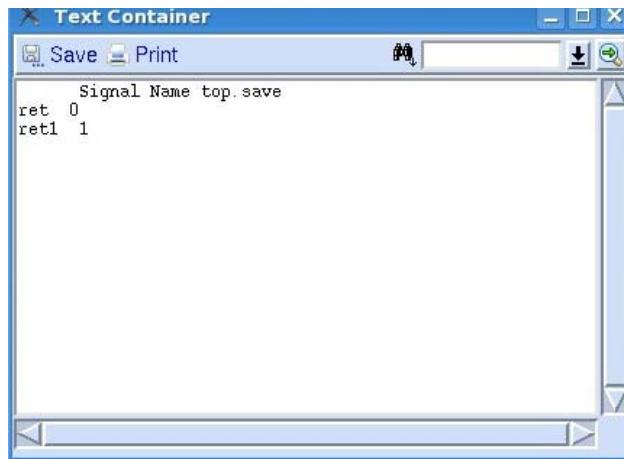 Text Container
Save Print
Signal Name top.save
ret 0
ret1 1